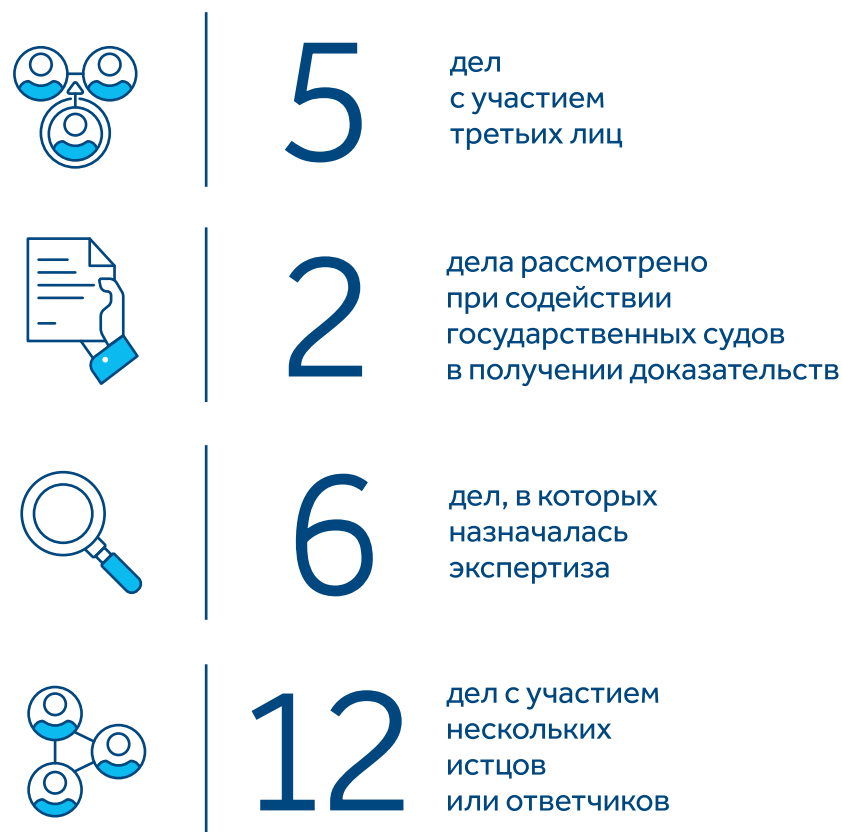 5
дел
с участием
третьих лиц
2
дела рассмотрено
при содействии
государственных судов
в получении доказательств
6
дел, в которых
назначалась
экспертиза
12
дел с участием
нескольких
истцов
или ответчиков